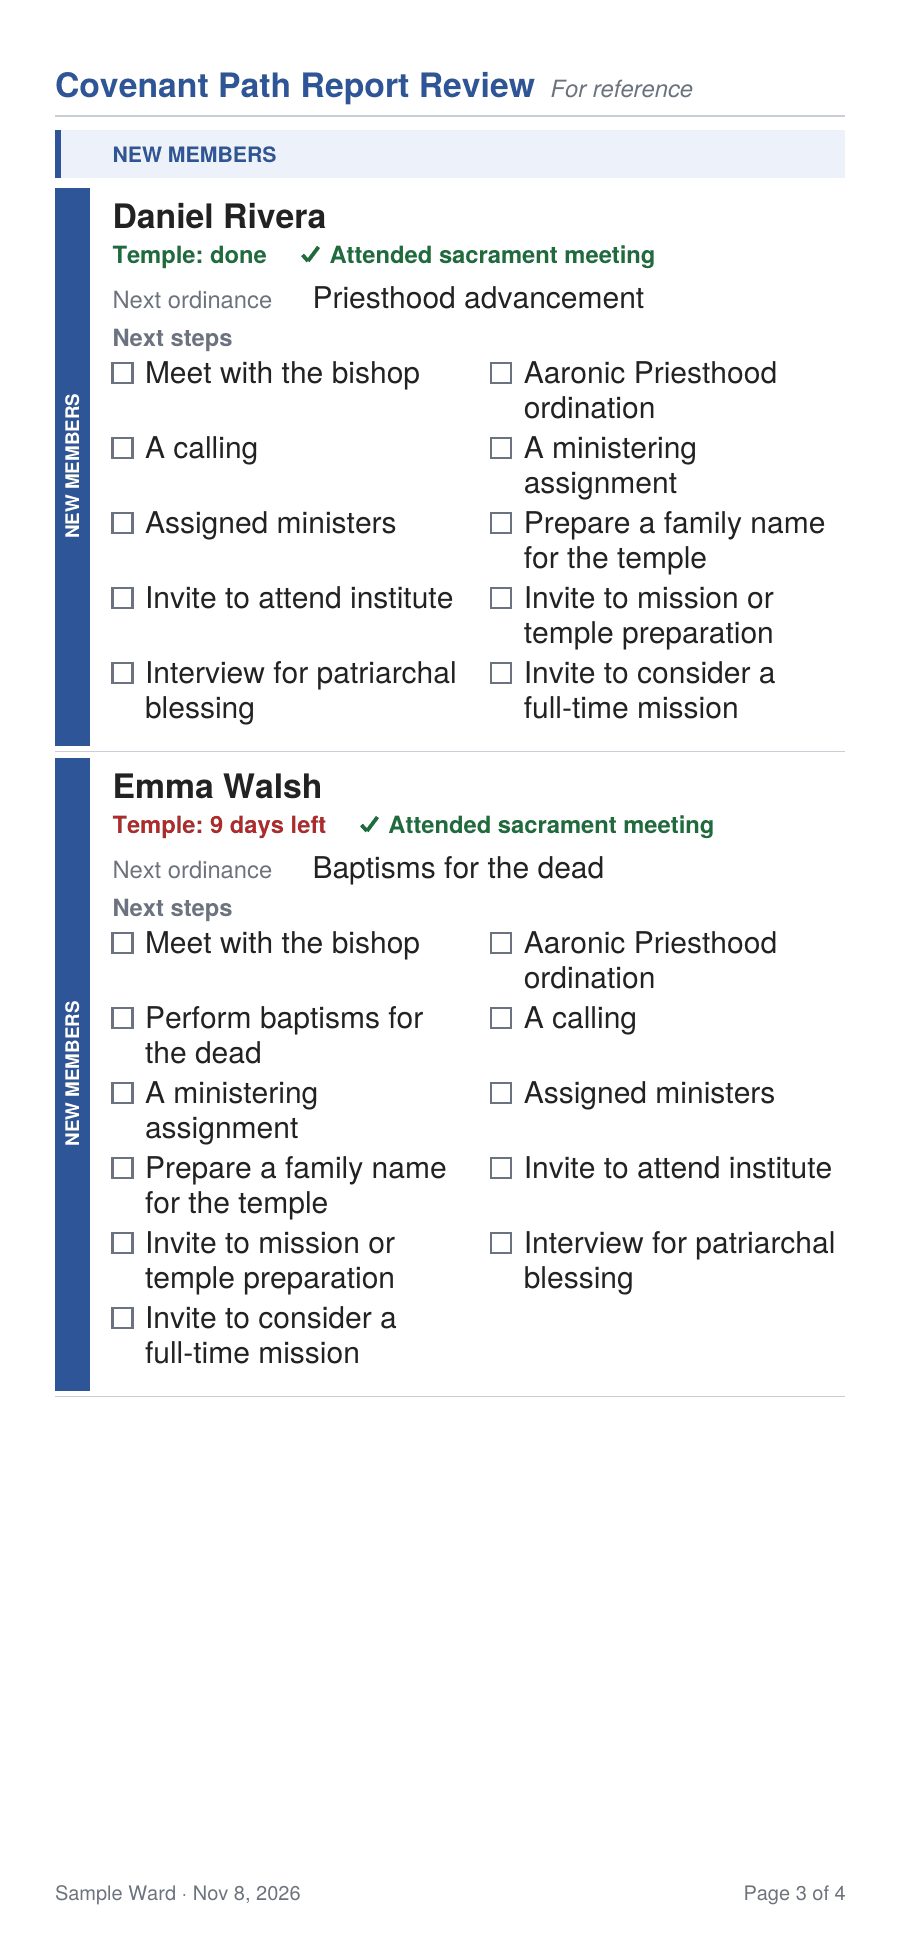 Covenant Path Report Review For reference
NEW MEMBERS
NEW MEMBERS
Daniel Rivera
Temple: done ✓ Attended sacrament meeting
Next ordinance Priesthood advancement
Next steps
☐ Meet with the bishop
☐ Aaronic Priesthood
ordination
☐ A calling
☐ A ministering
assignment
☐ Assigned ministers
☐ Prepare a family name
for the temple
☐ Invite to attend institute
☐ Invite to mission or
temple preparation
☐ Interview for patriarchal
blessing
☐ Invite to consider a
full-time mission
NEW MEMBERS
Emma Walsh
Temple: 9 days left ✓ Attended sacrament meeting
Next ordinance Baptisms for the dead
Next steps
☐ Meet with the bishop
☐ Aaronic Priesthood
ordination
☐ Perform baptisms for
the dead
☐ A calling
☐ A ministering
assignment
☐ Assigned ministers
☐ Prepare a family name
for the temple
☐ Invite to attend institute
☐ Invite to mission or
temple preparation
☐ Interview for patriarchal
blessing
☐ Invite to consider a
full-time mission
Sample Ward · Nov 8, 2026
Page 3 of 4